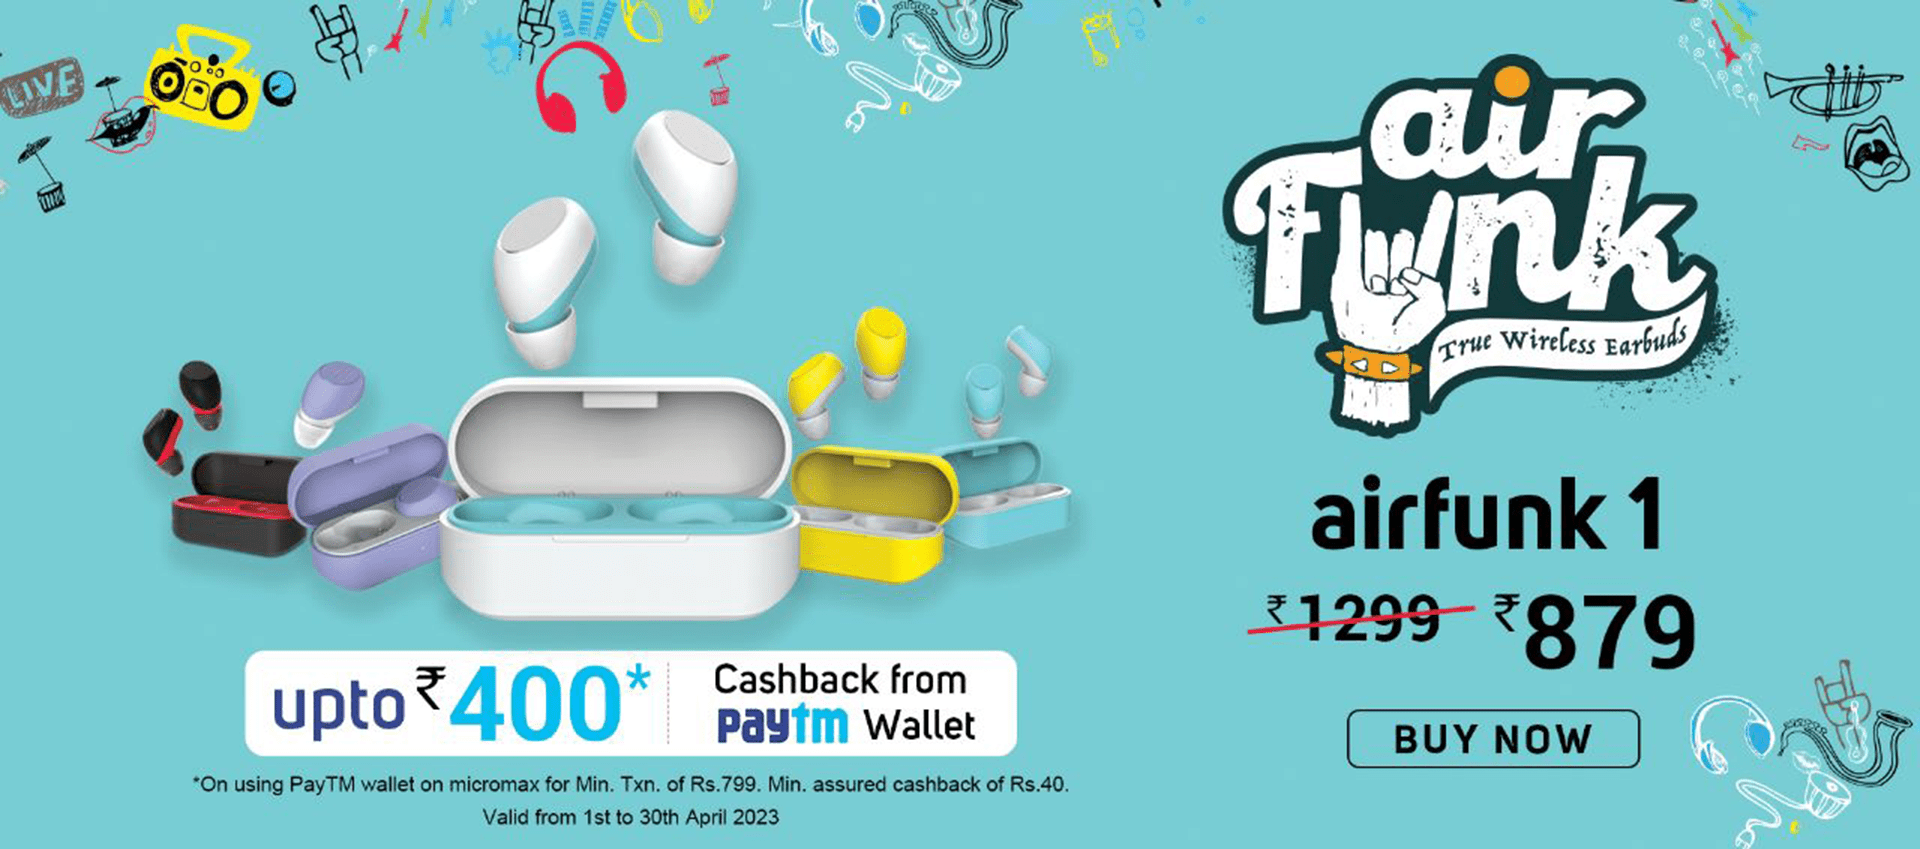 LIVE
air
Funk
True Wireless Earbuds
airfunk 1
₹1299 ₹879
BUY NOW
upto ₹400*
Cashback from
paytm Wallet
*On using PayTM wallet on micromax for Min. Txn. of Rs.799. Min. assured cashback of Rs.40.
Valid from 1st to 30th April 2023